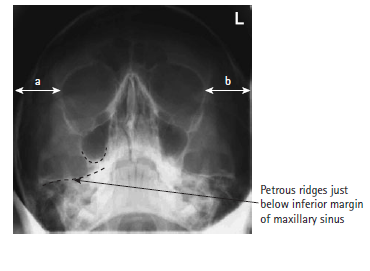 L
a
b
Petrous ridges just
below inferior margin
of maxillary sinus